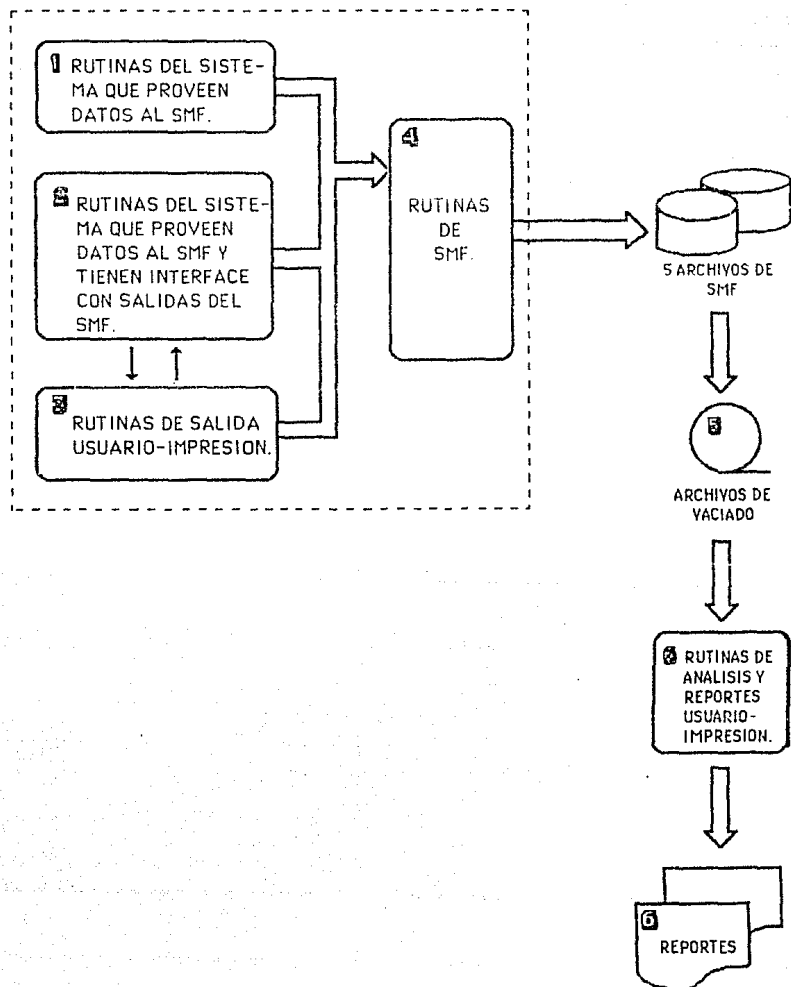 1 RUTINAS DEL SISTE-
MA QUE PROVEEN
DATOS AL SMF.
2 RUTINAS DEL SISTE-
MA QUE PROVEEN
DATOS AL SMF Y
TIENEN INTERFACE
CON SALIDAS DEL
SMF.
3 RUTINAS DE SALIDA
USUARIO-IMPRESION.
4
RUTINAS
DE
SMF.
5 ARCHIVOS DE
SMF
5
ARCHIVOS DE
VACIADO
RUTINAS DE
ANALISIS Y
REPORTES
USUARIO-
IMPRESION.
6
REPORTES